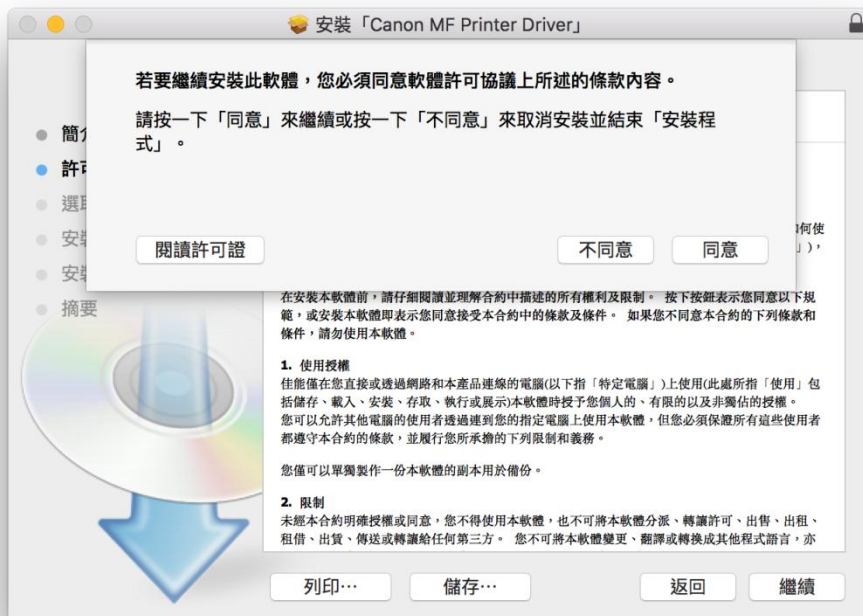 安裝「Canon MF Printer Driver」
若要繼續安裝此軟體，您必須同意軟體許可協議上所述的條款內容。
請按一下「同意」來繼續或按一下「不同意」來取消安裝並結束「安裝程
式」。
閱讀許可證
不同意
同意
簡
許
選
安
安
摘要
何使
」)，
在安裝本軟體前，請仔細閱讀並理解合約中描述的所有權利及限制。 按下按鈕表示您同意以下規
範，或安裝本軟體即表示您同意接受本合約中的條款及條件。 如果您不同意本合約的下列條款和
條件，請勿使用本軟體。
1. 使用授權
佳能僅在您直接或透過網路和本產品連線的電腦(以下指「特定電腦」)上使用(此處所指「使用」包
括儲存、載入、安裝、存取、執行或展示)本軟體時授予您個人的、有限的以及非獨佔的授權。
您可以允許其他電腦的使用者透過連到您的指定電腦上使用本軟體，但您必須保證所有這些使用者
都遵守本合約的條款，並履行您所承擔的下列限制和義務。
您僅可以單獨製作一份本軟體的副本用於備份。
2. 限制
未經本合約明確授權或同意，您不得使用本軟體，也不可將本軟體分派、轉讓許可、出售、出租、
租借、出賃、傳送或轉讓給任何第三方。 您不可將本軟體變更、翻譯或轉換成其他程式語言，亦
列印⋯
儲存⋯
返回
繼續